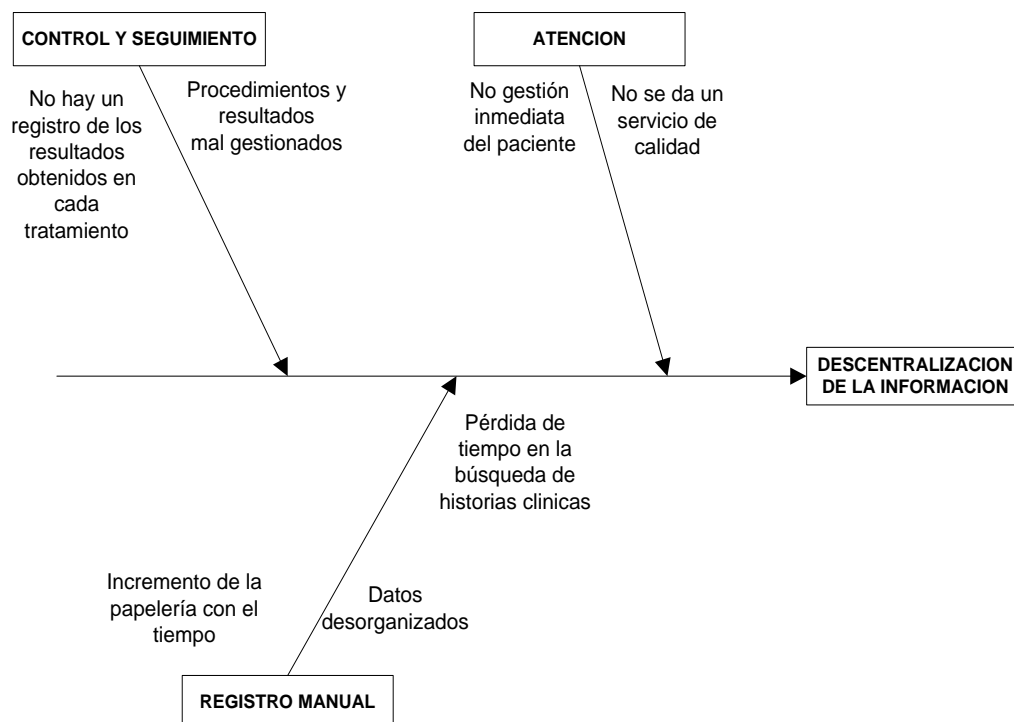 CONTROL Y SEGUIMIENTO
No hay un
registro de los
resultados
obtenidos en
cada
tratamiento
Procedimientos y
resultados
mal gestionados
ATENCION
No gestión
inmediata
del paciente
No se da un
servicio de
calidad
DESCENTRALIZACION
DE LA INFORMACION
Pérdida de
tiempo en la
búsqueda de
historias clinicas
Incremento de la
papelería con el
tiempo
Datos
desorganizados
REGISTRO MANUAL